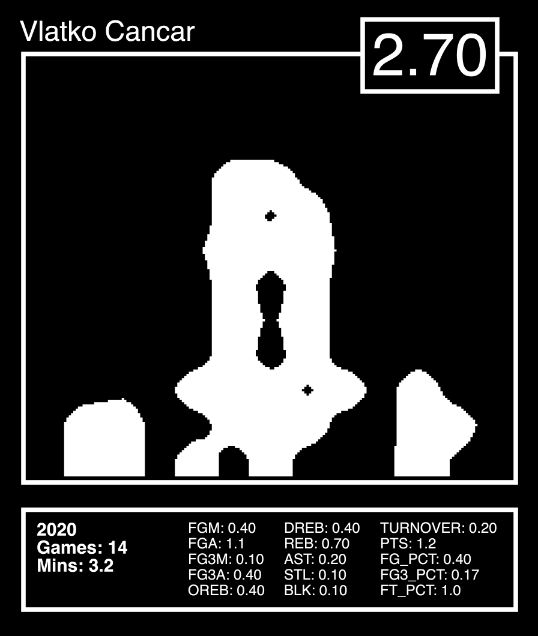 Vlatko Cancar
2.70
2020
Games: 14
Mins: 3.2
FGM: 0.40
FGA: 1.1
FG3M: 0.10
FG3A: 0.40
OREB: 0.40
DREB: 0.40
REB: 0.70
AST: 0.20
STL: 0.10
BLK: 0.10
TURNOVER: 0.20
PTS: 1.2
FG_PCT: 0.40
FG3_PCT: 0.17
FT_PCT: 1.0